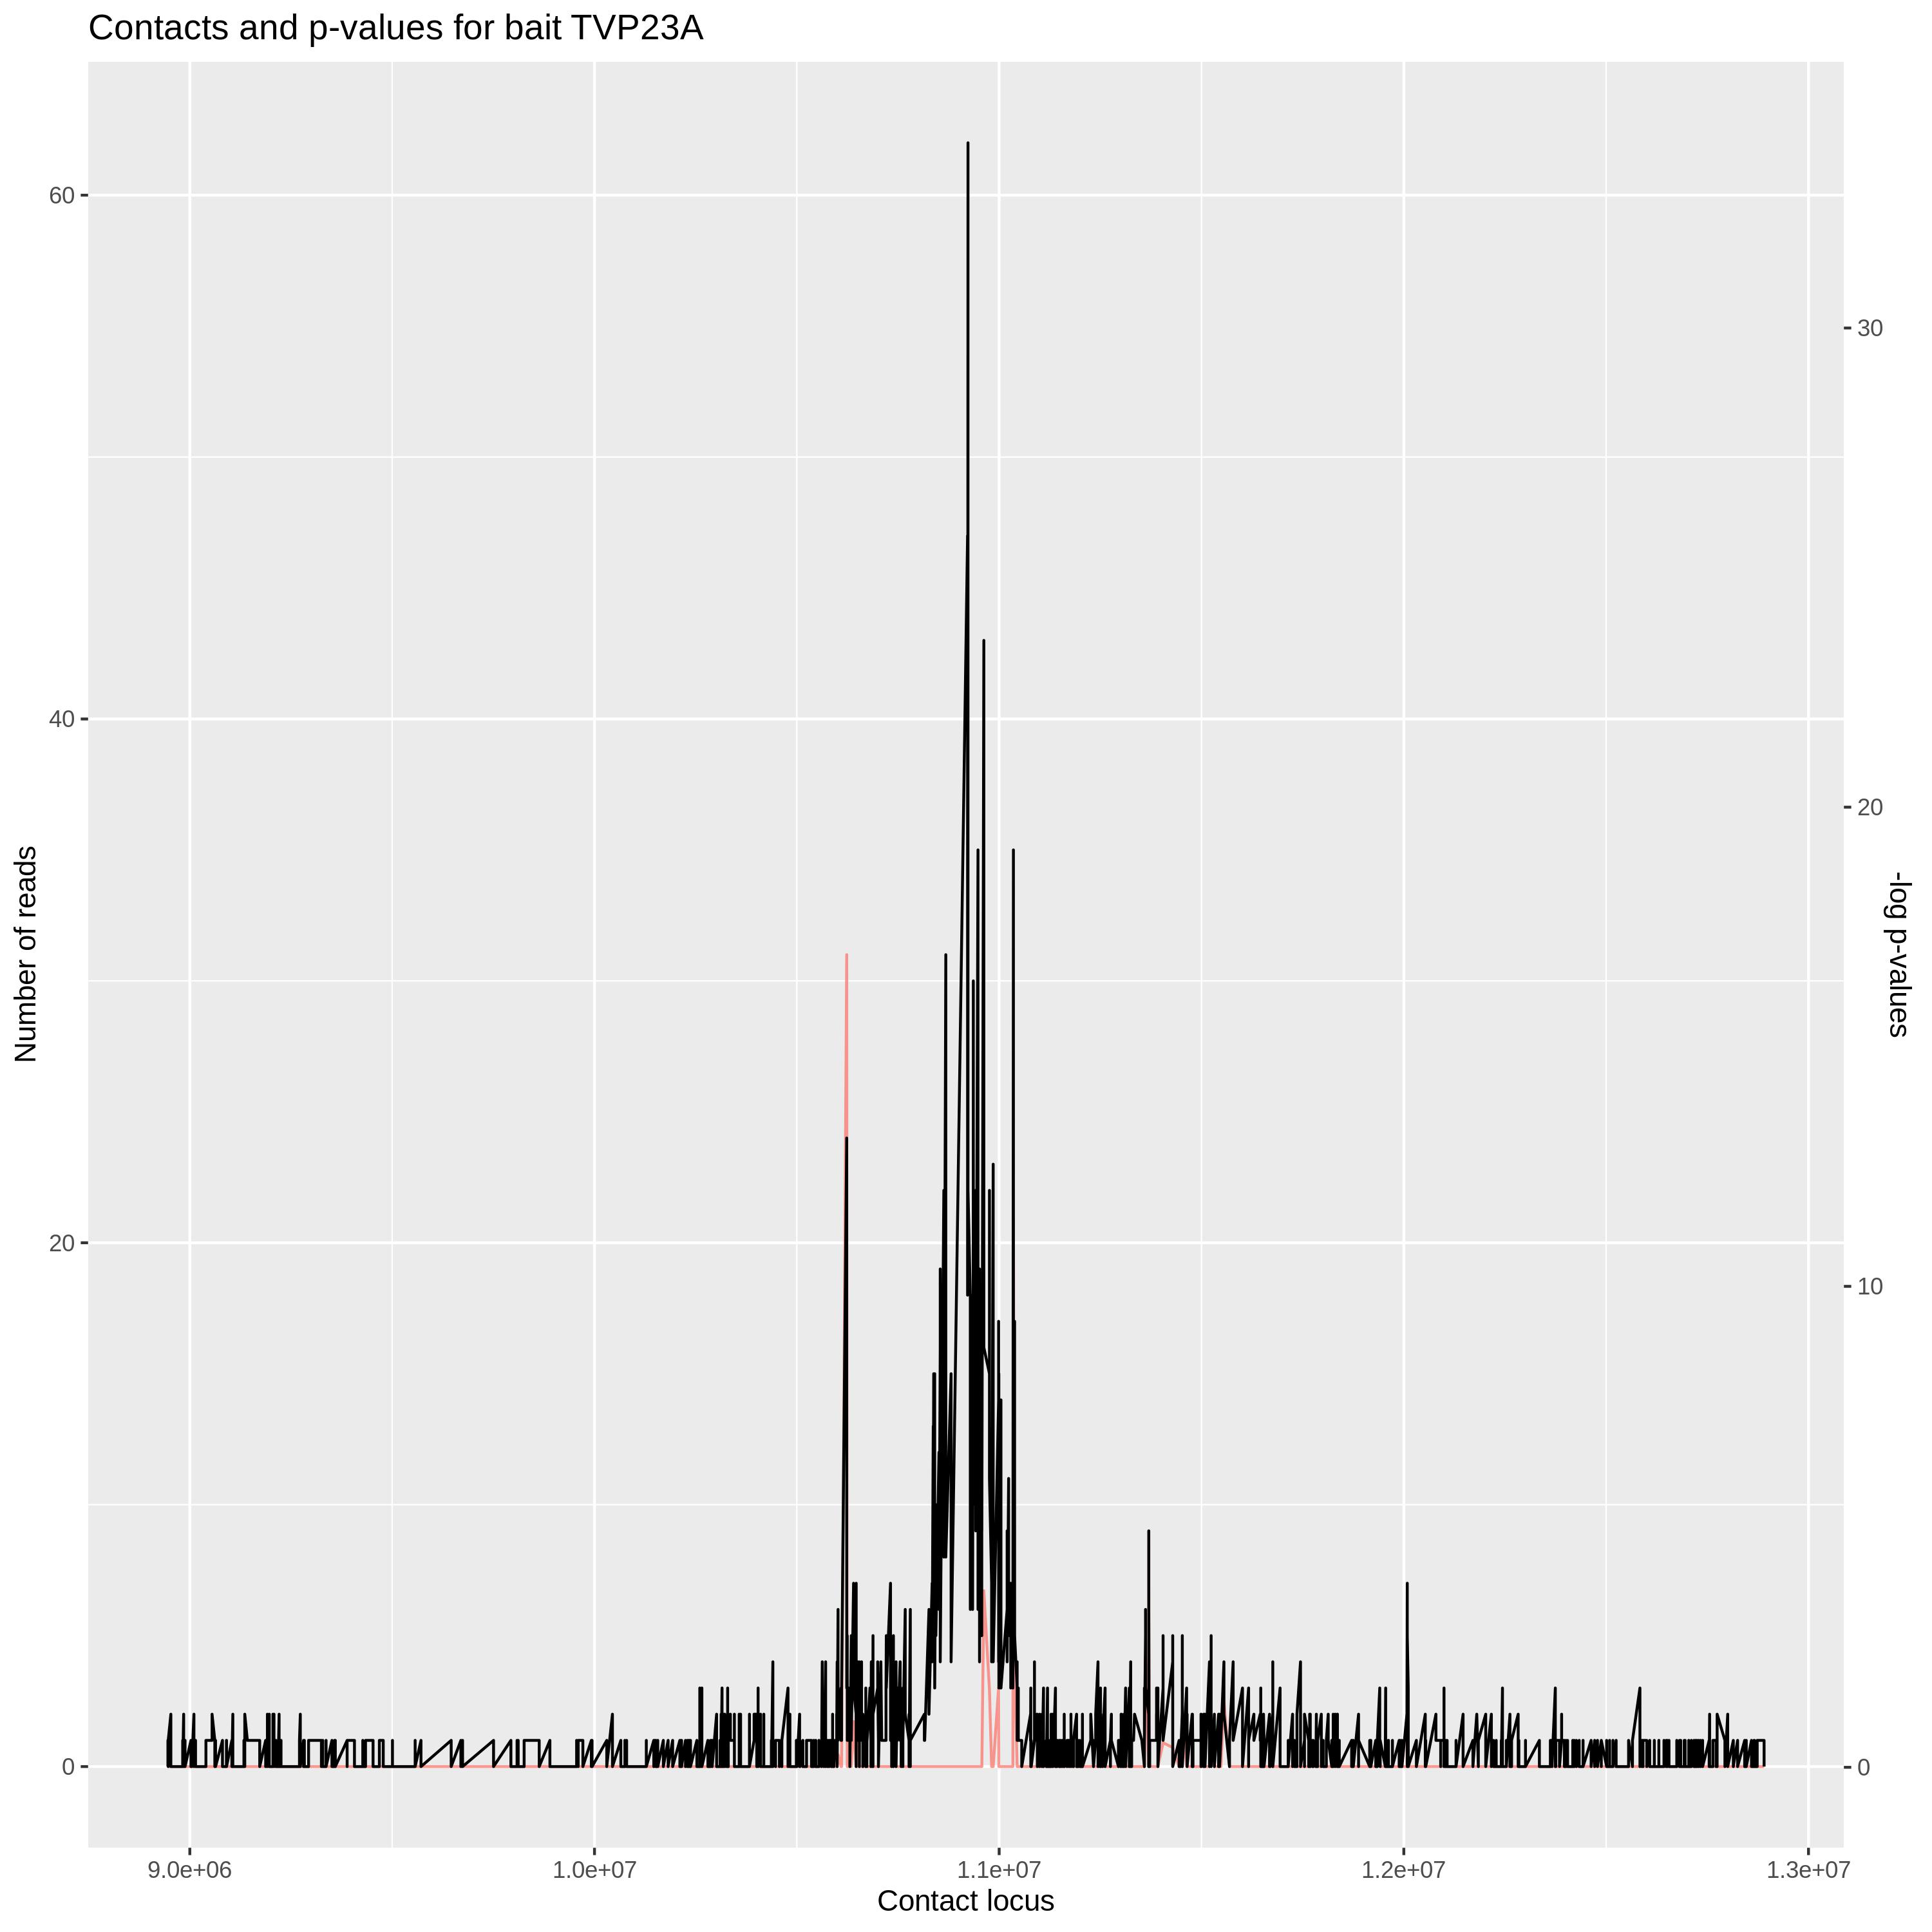 Contacts and p-values for bait TVP23A
60
40
20
0
Number of reads
30
20
10
0
-log p-values
9.0e+06
1.0e+07
1.1e+07
1.2e+07
1.3e+07
Contact locus